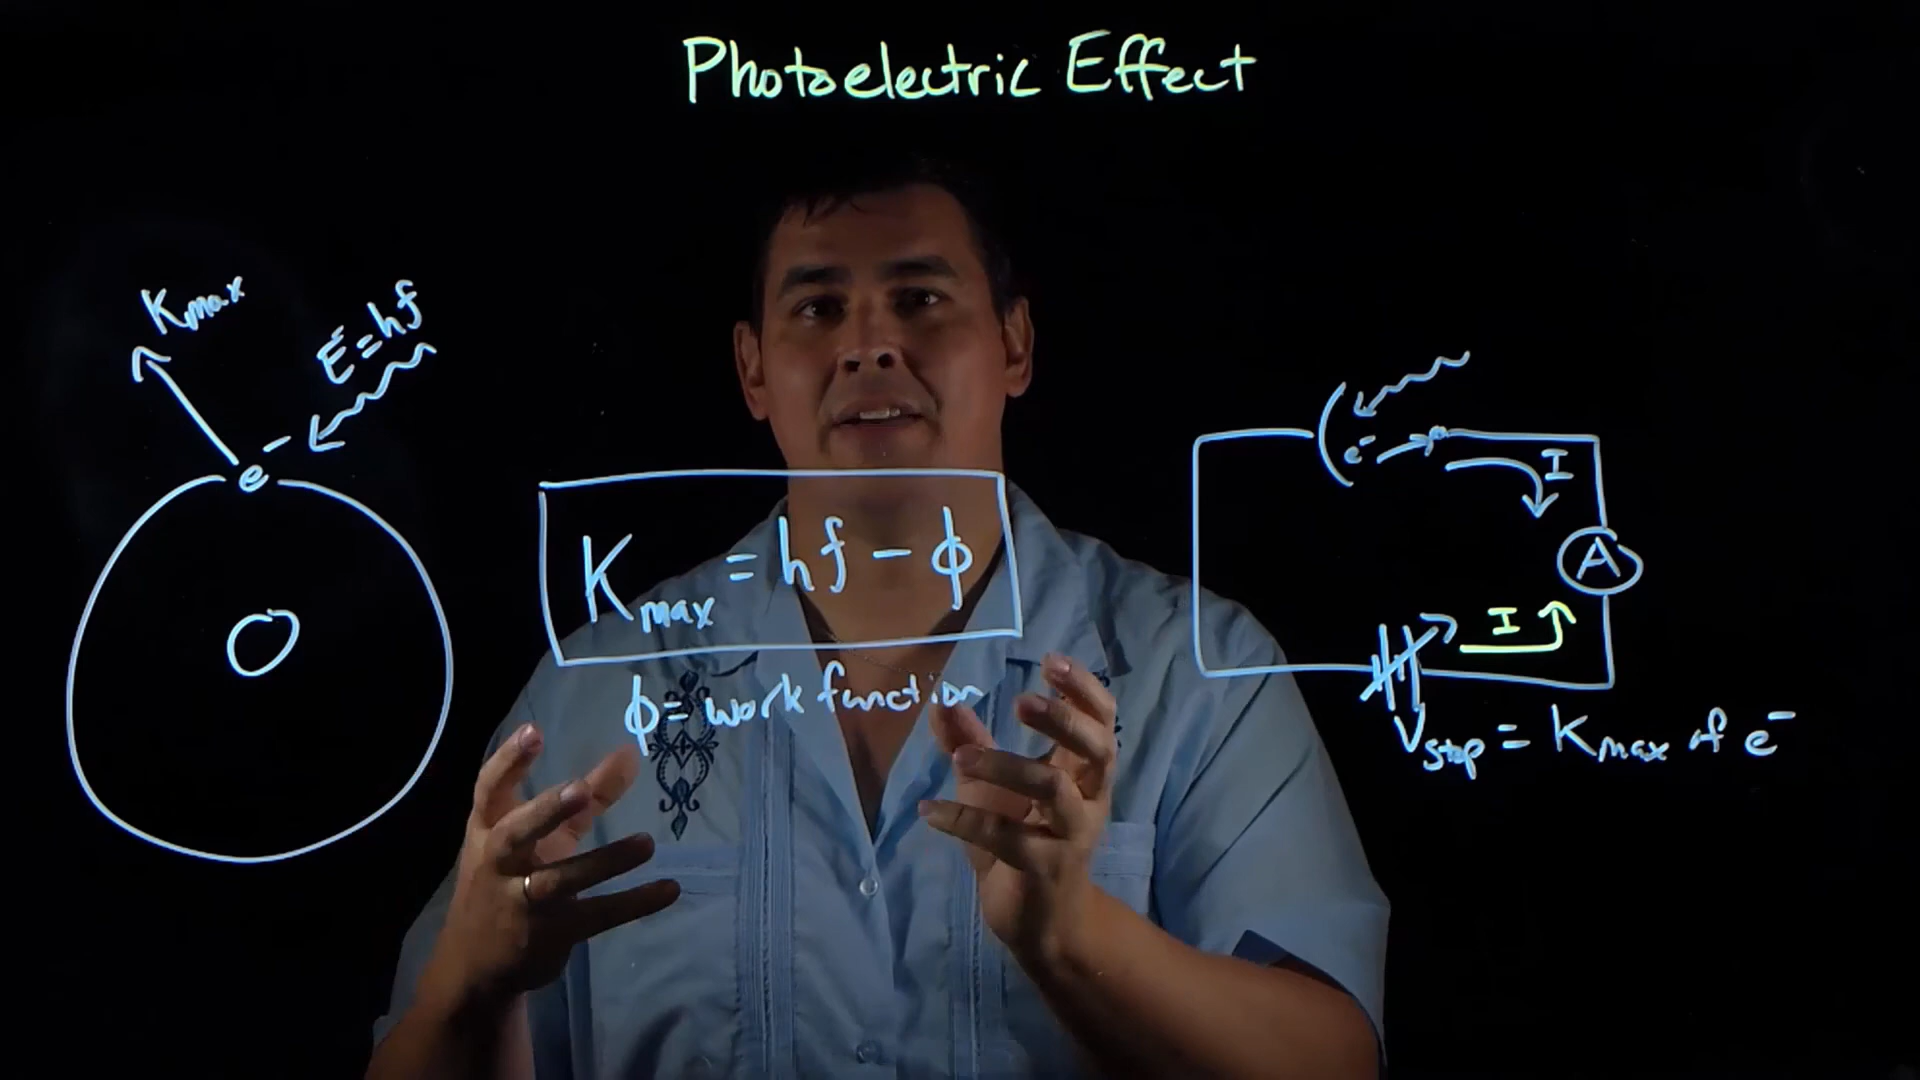 Photoelectric Effect
Kmax
E=hf
e-
Kmax = hf - ϕ
ϕ = work function
e-
I
A
I
Vstop = Kmax of e-